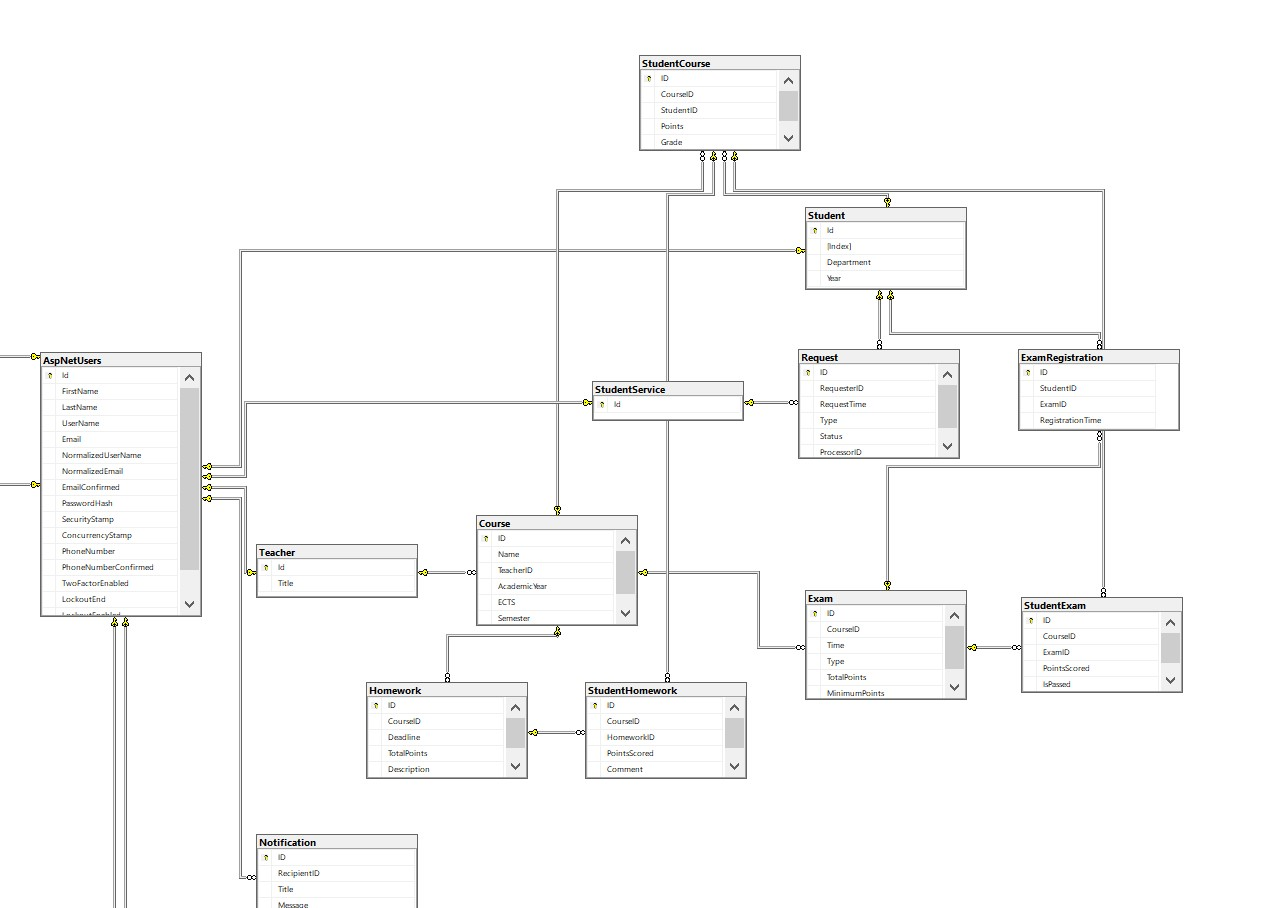 StudentCourse
ID
CourseID
StudentID
Points
Grade
Student
Id
[Index]
Department
Year
AspNetUsers
Id
FirstName
LastName
UserName
Email
NormalizedUserName
NormalizedEmail
EmailConfirmed
PasswordHash
SecurityStamp
ConcurrencyStamp
PhoneNumber
PhoneNumberConfirmed
TwoFactorEnabled
LockoutEnd
LockoutEnabled
StudentService
Id
Request
ID
RequesterID
RequestTime
Type
Status
ProcessorID
ExamRegistration
ID
StudentID
ExamID
RegistrationTime
Teacher
Id
Title
Course
ID
Name
TeacherID
AcademicYear
ECTS
Semester
Exam
ID
CourseID
Time
Type
TotalPoints
MinimumPoints
StudentExam
ID
CourseID
ExamID
PointsScored
IsPassed
Homework
ID
CourseID
Deadline
TotalPoints
Description
StudentHomework
ID
CourseID
HomeworkID
PointsScored
Comment
Notification
ID
RecipientID
Title
Message